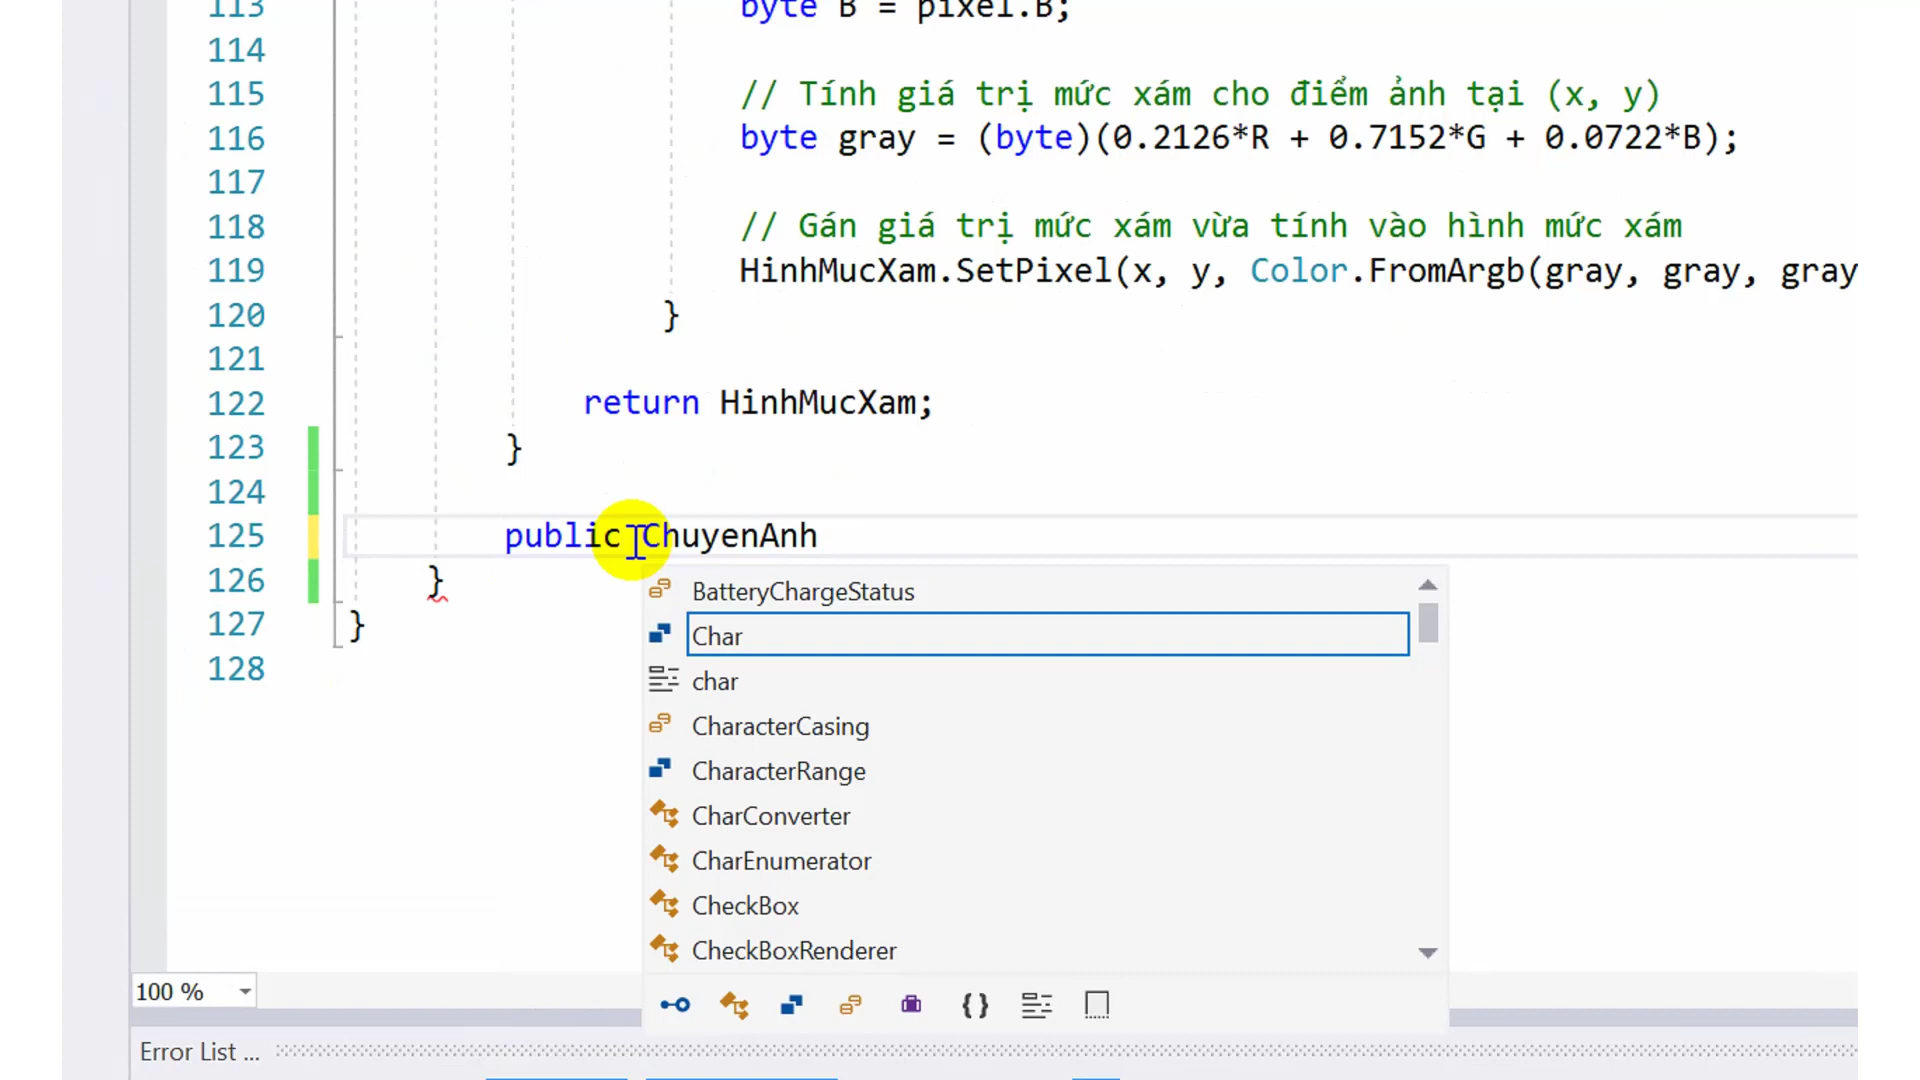 113 byte B = pixel.B;
114
115 // Tính giá trị mức xám cho điểm ảnh tại (x, y)
116 byte gray = (byte)(0.2126*R + 0.7152*G + 0.0722*B);
117
118 // Gán giá trị mức xám vừa tính vào hình mức xám
119 HinhMucXam.SetPixel(x, y, Color.FromArgb(gray, gray, gray
120 }
121
122 return HinhMucXam;
123 }
124
125 public ChuyenAnh
126 }
127 }
128
BatteryChargeStatus
Char
char
CharacterCasing
CharacterRange
CharConverter
CharEnumerator
CheckBox
CheckBoxRenderer
100 %
Error List ...